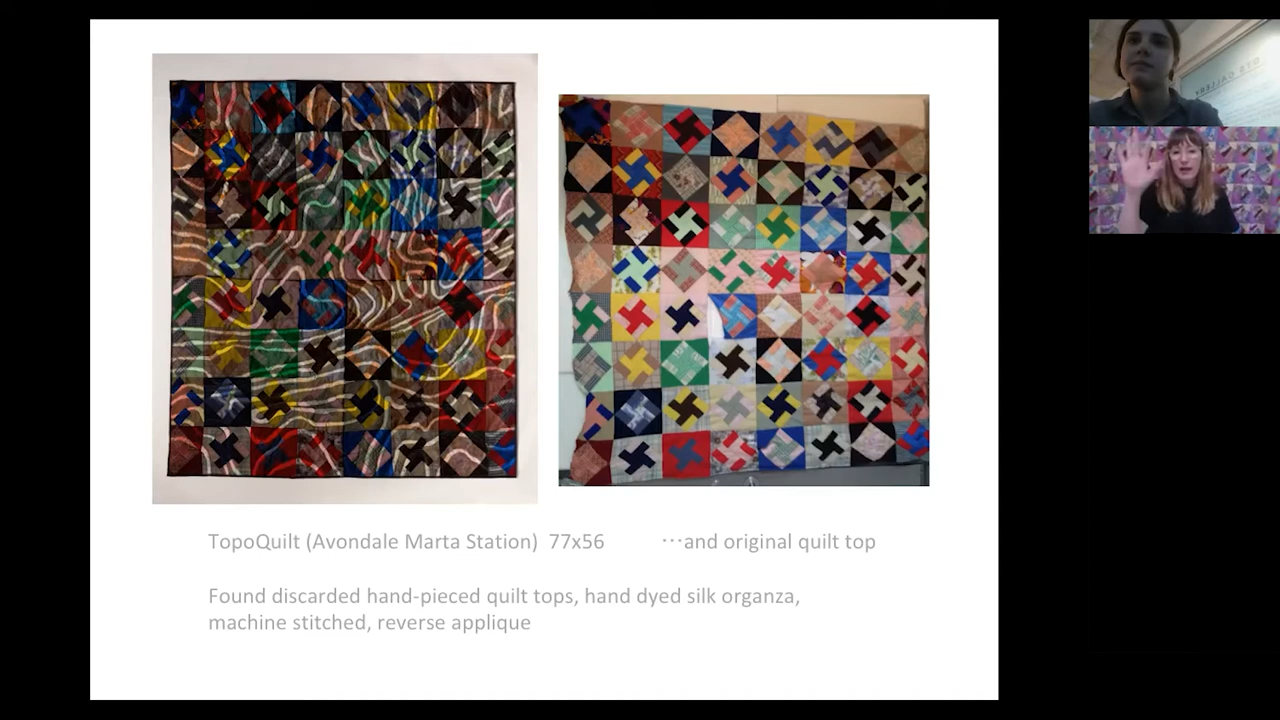 TopoQuilt (Avondale Marta Station)  77x56
…and original quilt top
Found discarded hand-pieced quilt tops, hand dyed silk organza,
machine stitched, reverse applique